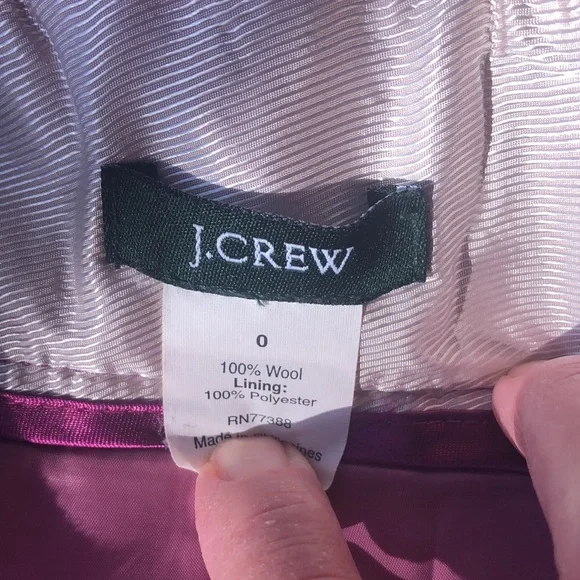 J.CREW
0
100% Wool
Lining:
100% Polyester
RN77388
Made in